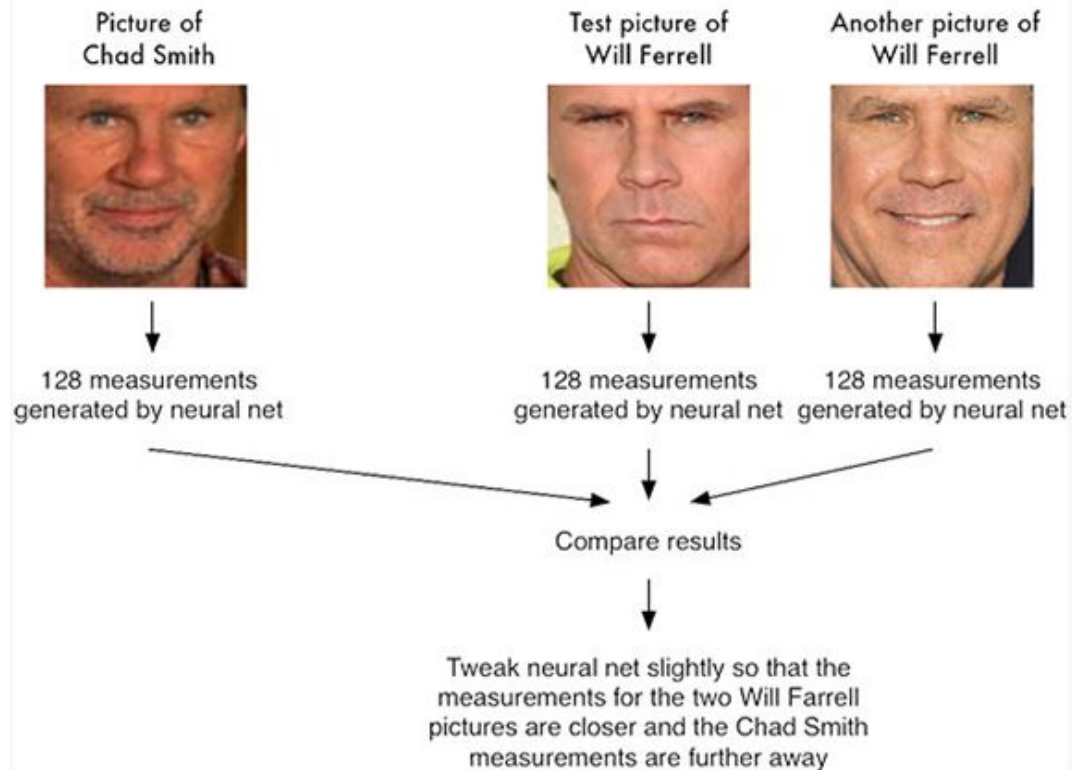 Picture of
Chad Smith
Test picture of
Will Ferrell
Another picture of
Will Ferrell
128 measurements
generated by neural net
128 measurements
generated by neural net
128 measurements
generated by neural net
Compare results
Tweak neural net slightly so that the
measurements for the two Will Farrell
pictures are closer and the Chad Smith
measurements are further away